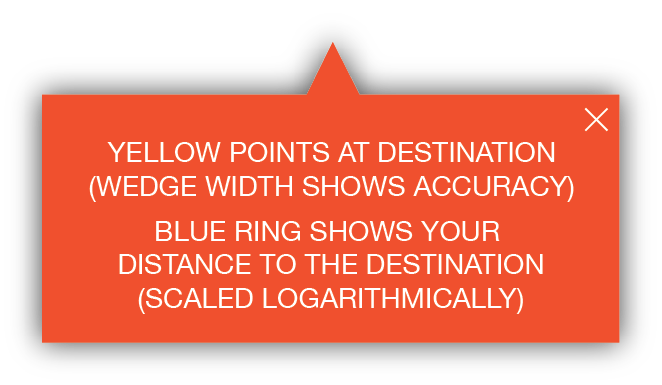 YELLOW POINTS AT DESTINATION
(WEDGE WIDTH SHOWS ACCURACY)
BLUE RING SHOWS YOUR
DISTANCE TO THE DESTINATION
(SCALED LOGARITHMICALLY)